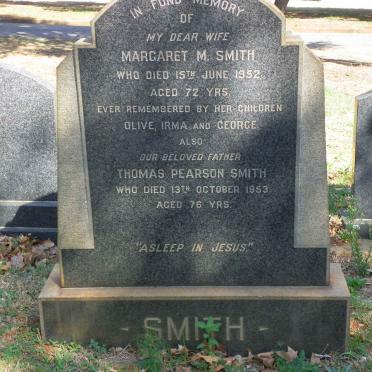 IN FOND MEMORY
OF
MY DEAR WIFE
MARGARET M. SMITH
WHO DIED 15TH JUNE 1952
AGED 72 YRS.
EVER REMEMBERED BY HER CHILDREN
OLIVE, IRMA AND GEORGE
ALSO
OUR BELOVED FATHER
THOMAS PEARSON SMITH
WHO DIED 13TH OCTOBER 1953
AGED 76 YRS.
"ASLEEP IN JESUS."
- SMITH -